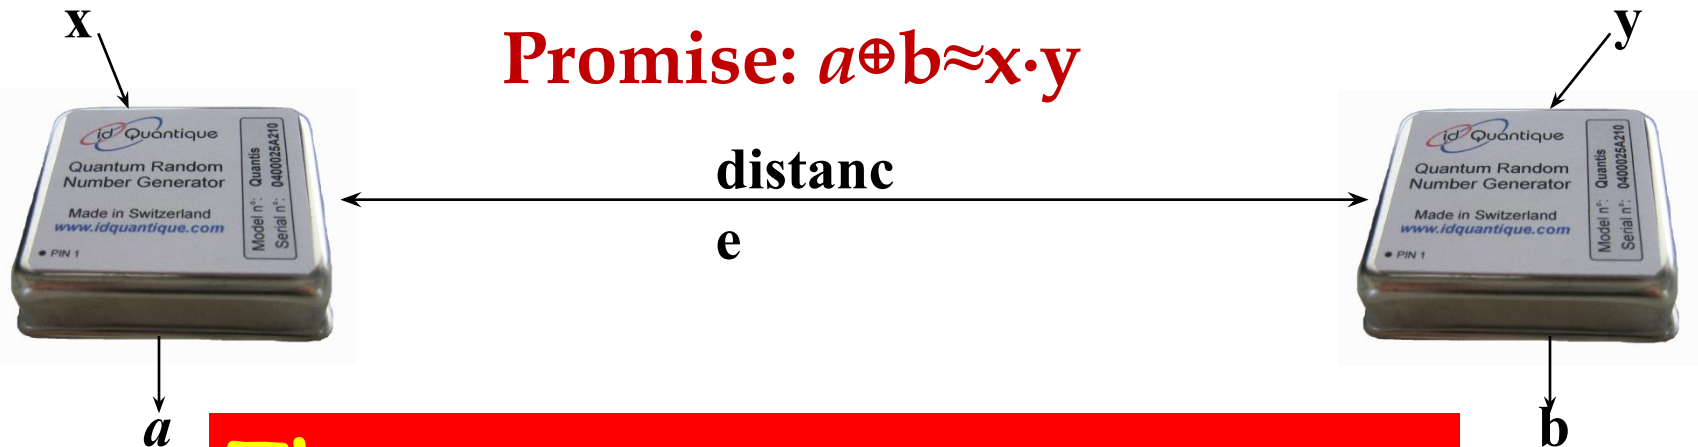 x
y
Promise: a⊕b≈x·y
id Quantique
Quantum Random
Number Generator
Made in Switzerland
www.idquantique.com
PIN 1
Model n°: Quantis
Serial n°: 0400025A210
distanc
e
id Quantique
Quantum Random
Number Generator
Made in Switzerland
www.idquantique.com
PIN 1
Model n°: Quantis
Serial n°: 0400025A210
a
b